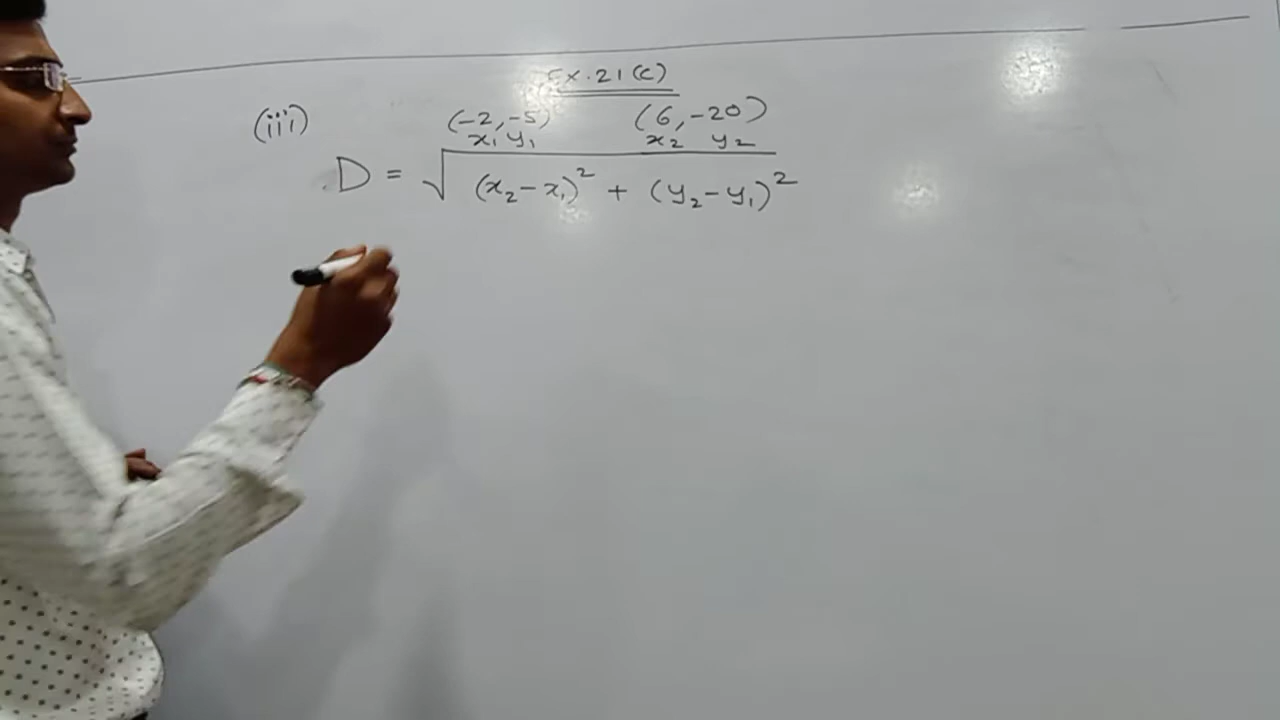 Ex.21(c)
(iii) (-2,-5) (6,-20)
x₁ y₁ x₂ y₂
D = √(x₂-x₁)² + (y₂-y₁)²